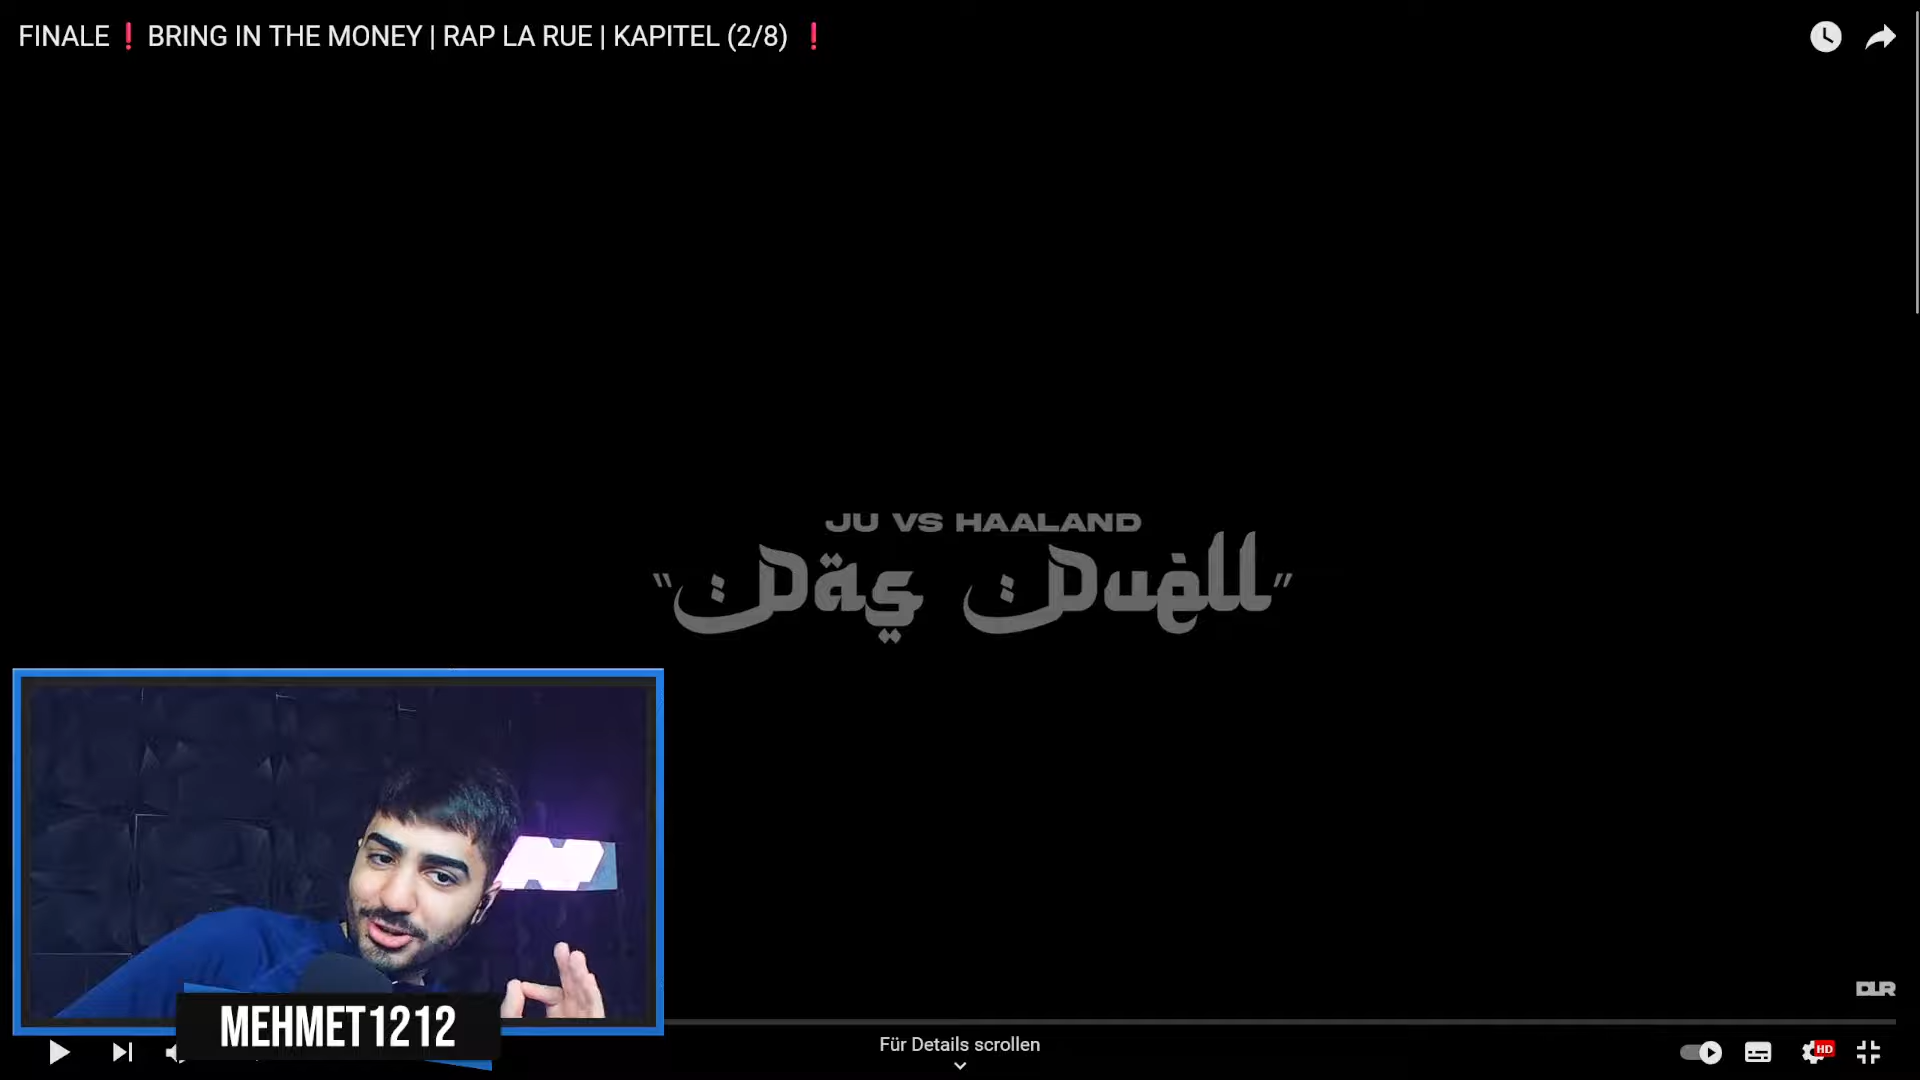 FINALE❗BRING IN THE MONEY | RAP LA RUE | KAPITEL (2/8) ❗
JU VS HAALAND
"Das Duell"
DLR
MEHMET1212
Für Details scrollen
HD